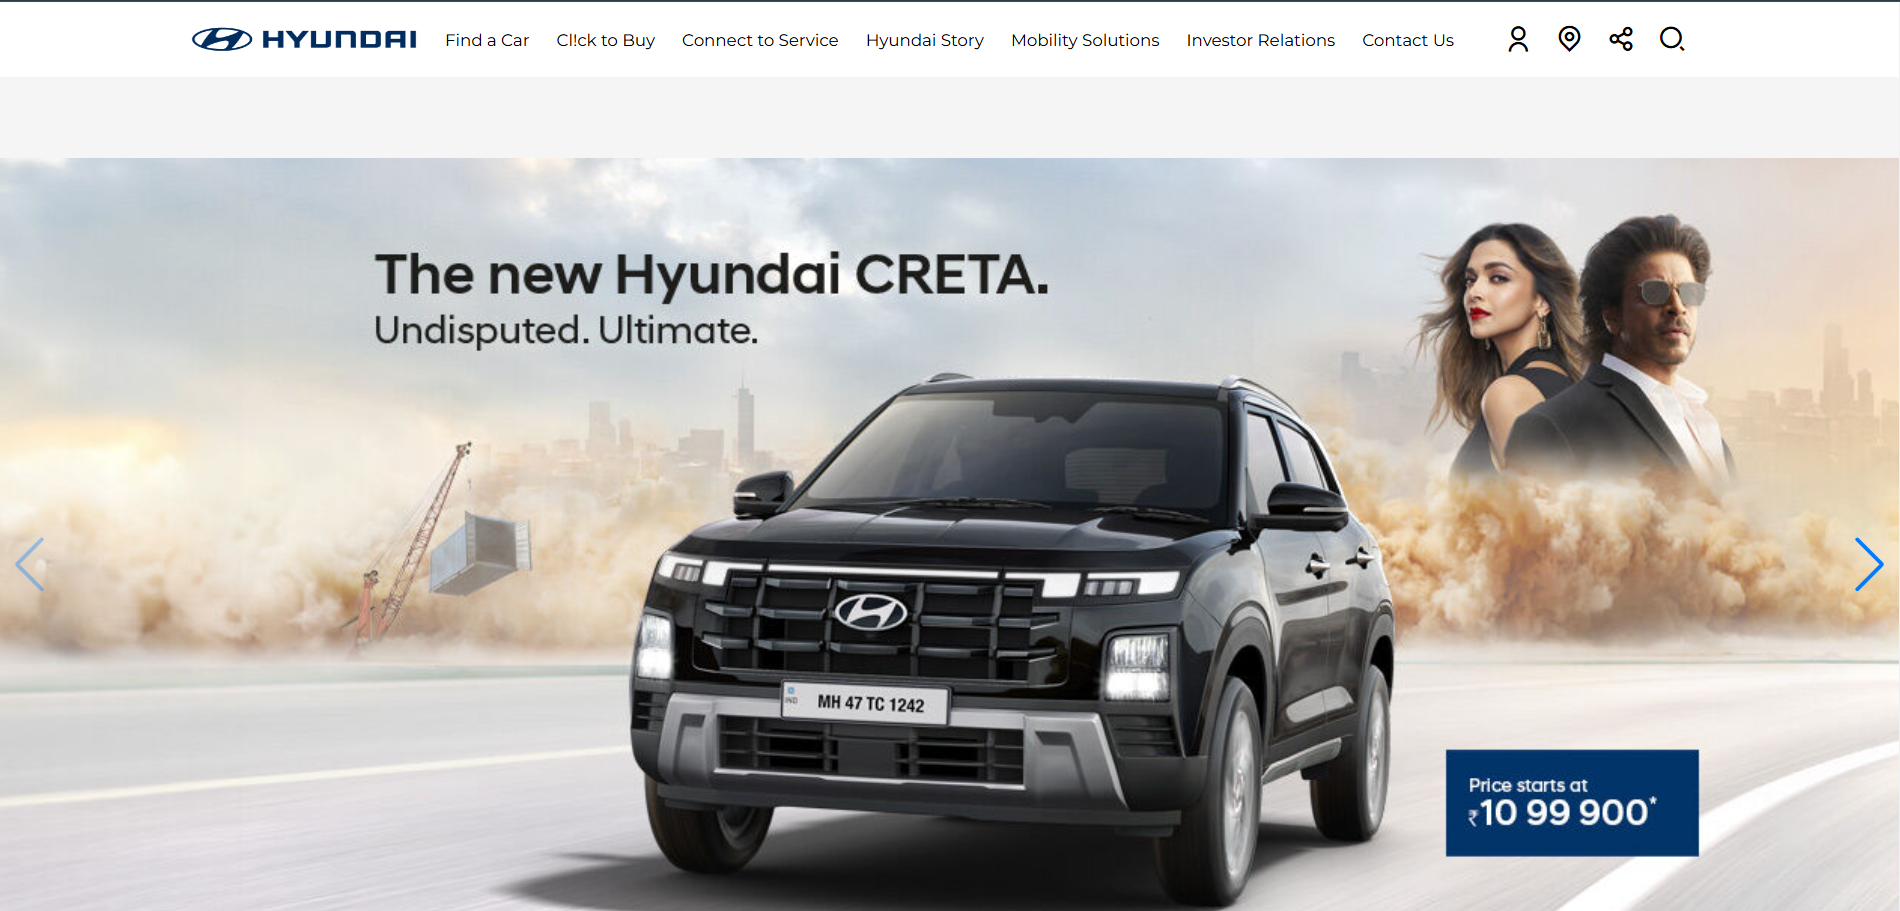 HYUNDAI Find a Car Cl!ck to Buy Connect to Service Hyundai Story Mobility Solutions Investor Relations Contact Us
The new Hyundai CRETA.
Undisputed. Ultimate.
IND MH 47 TC 1242
Price starts at
₹10 99 900*